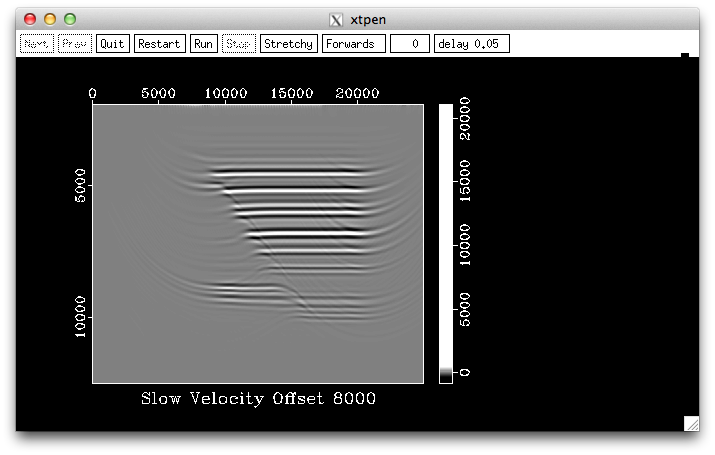 xtpen
Next Prev Quit Restart Run Stop Stretchy Forwards 0 delay 0.05
0 5000 10000 15000 20000
5000
10000
20000
15000
10000
5000
0
Slow Velocity Offset 8000